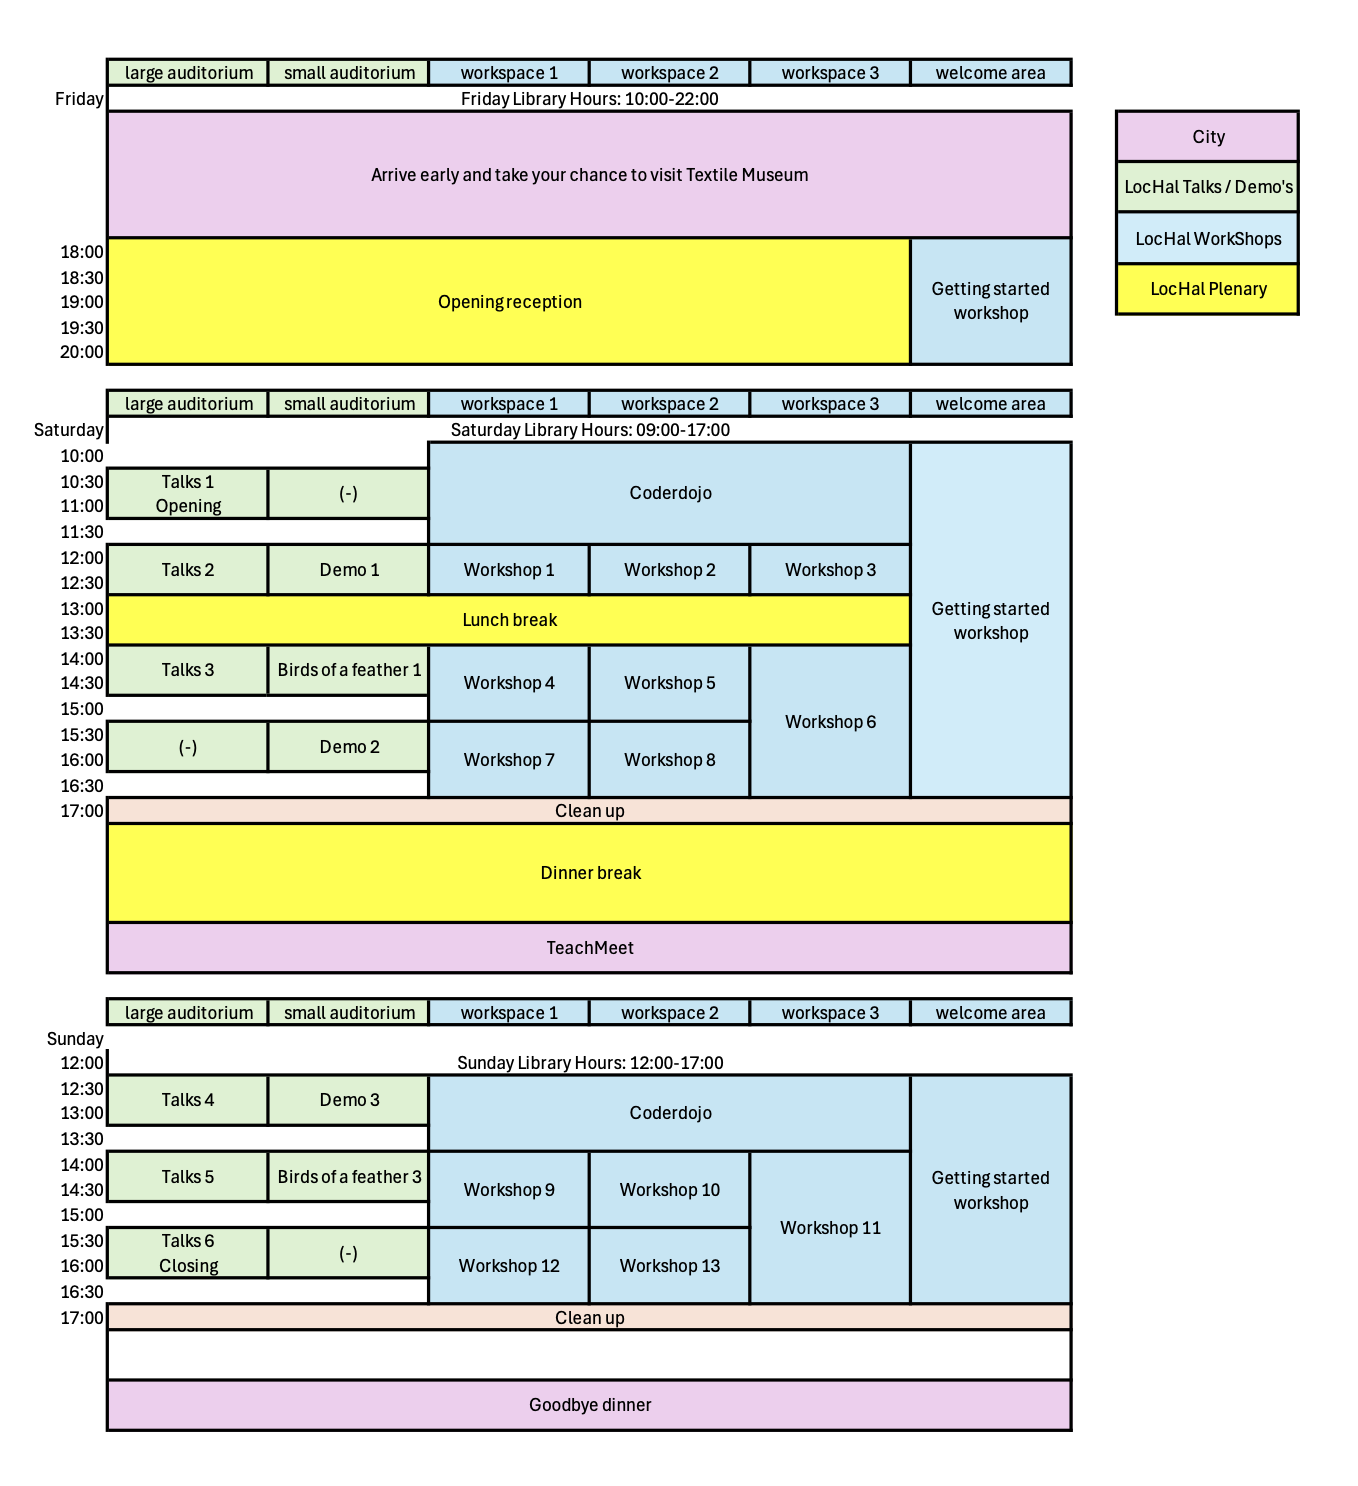 large auditorium small auditorium workspace 1 workspace 2 workspace 3 welcome area
Friday Friday Library Hours: 10:00-22:00
City
Arrive early and take your chance to visit Textile Museum
LocHal Talks / Demo's
LocHal WorkShops
LocHal Plenary
18:00
18:30
Getting started
19:00 Opening reception
workshop
19:30
20:00
large auditorium small auditorium workspace 1 workspace 2 workspace 3 welcome area
Saturday Saturday Library Hours: 09:00-17:00
10:00
10:30 Talks 1
(-) Coderdojo
11:00 Opening
11:30
12:00
Talks 2 Demo 1 Workshop 1 Workshop 2 Workshop 3
12:30
13:00
Lunch break
Getting started
workshop
13:30
14:00
Talks 3 Birds of a feather 1
14:30 Workshop 4 Workshop 5
15:00
Workshop 6
15:30
(-) Demo 2
16:00 Workshop 7 Workshop 8
16:30
17:00 Clean up
Dinner break
TeachMeet
large auditorium small auditorium workspace 1 workspace 2 workspace 3 welcome area
Sunday
12:00 Sunday Library Hours: 12:00-17:00
12:30
Talks 4 Demo 3
13:00 Coderdojo
13:30
14:00
Talks 5 Birds of a feather 3
Getting started
workshop
14:30 Workshop 9 Workshop 10
15:00
Workshop 11
15:30 Talks 6
(-)
16:00 Closing Workshop 12 Workshop 13
16:30
17:00 Clean up
Goodbye dinner